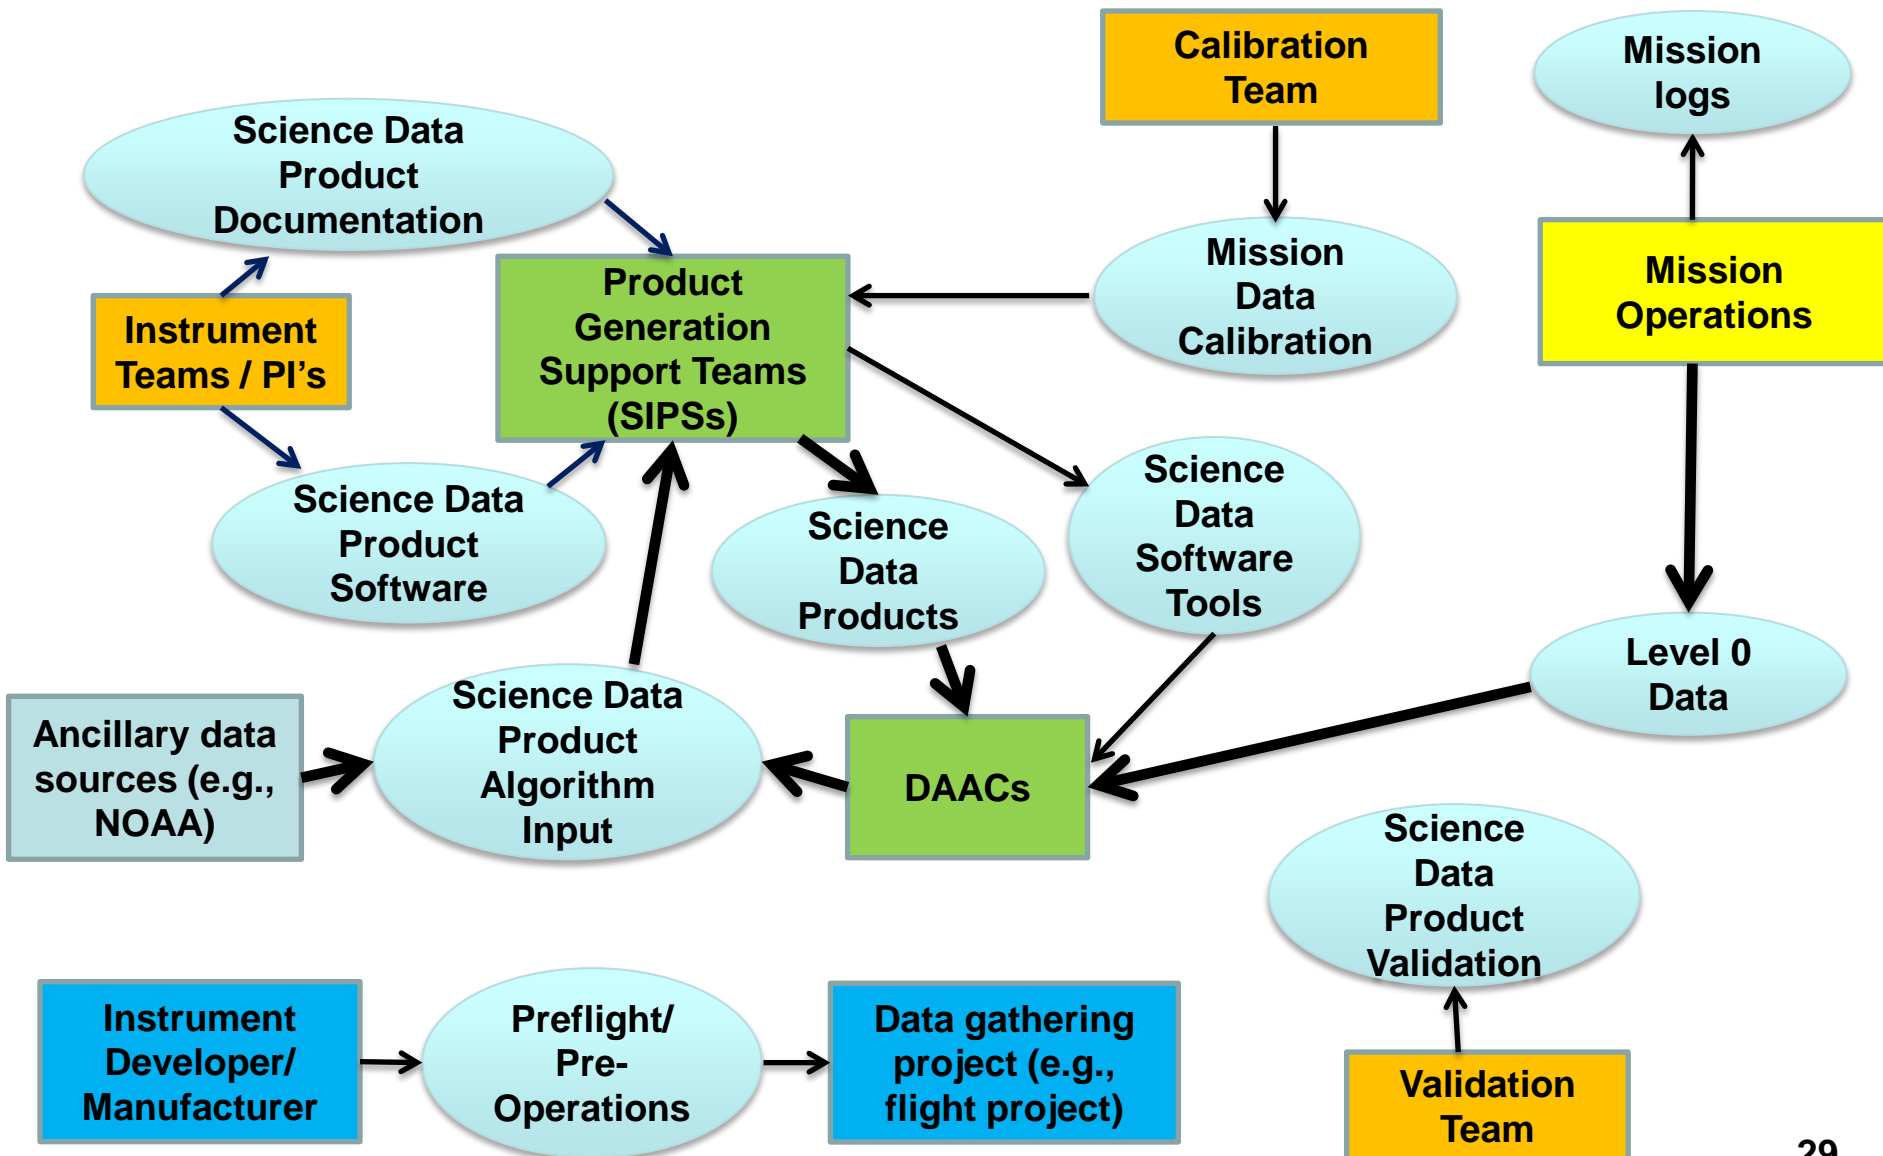 Calibration
Team
Mission
logs
Science Data
Product
Documentation
Mission
Data
Calibration
Mission
Operations
Product
Generation
Support Teams
(SIPSs)
Instrument
Teams / PI's
Science Data
Product
Software
Science
Data
Products
Science
Data
Software
Tools
Level 0
Data
Ancillary data
sources (e.g.,
NOAA)
Science Data
Product
Algorithm
Input
DAACs
Science
Data
Product
Validation
Instrument
Developer/
Manufacturer
Preflight/
Pre-
Operations
Data gathering
project (e.g.,
flight project)
Validation
Team
29